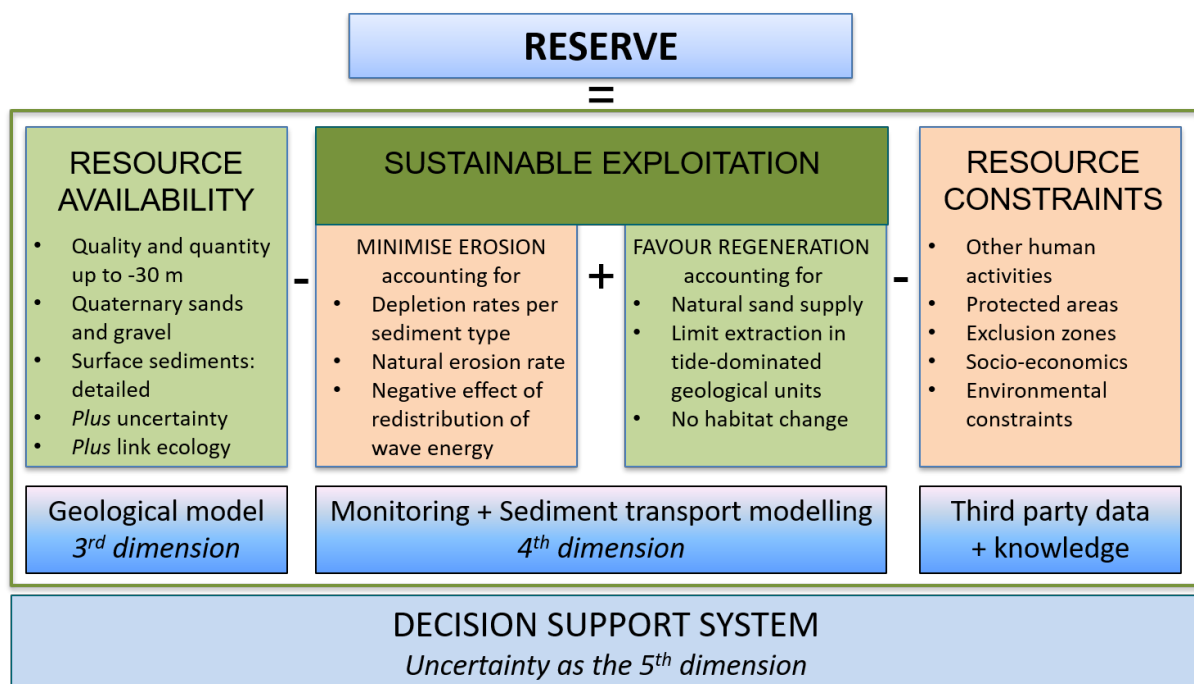 RESERVE
=
RESOURCE
AVAILABILITY
• Quality and quantity
up to -30 m
• Quaternary sands
and gravel
• Surface sediments:
detailed
• Plus uncertainty
• Plus link ecology
-
SUSTAINABLE EXPLOITATION
MINIMISE EROSION
accounting for
• Depletion rates per
sediment type
• Natural erosion rate
• Negative effect of
redistribution of
wave energy
+
FAVOUR REGENERATION
accounting for
• Natural sand supply
• Limit extraction in
tide-dominated
geological units
• No habitat change
-
RESOURCE
CONSTRAINTS
• Other human
activities
• Protected areas
• Exclusion zones
• Socio-economics
• Environmental
constraints
Geological model
3rd dimension
Monitoring + Sediment transport modelling
4th dimension
Third party data
+ knowledge
DECISION SUPPORT SYSTEM
Uncertainty as the 5th dimension